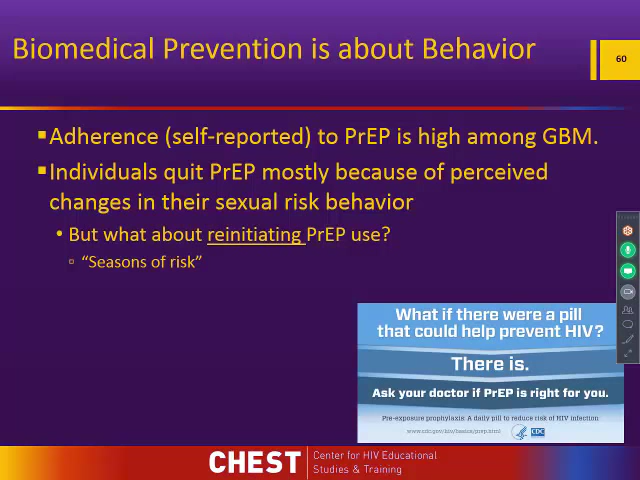 Biomedical Prevention is about Behavior
60
Adherence (self-reported) to PrEP is high among GBM.
Individuals quit PrEP mostly because of perceived
changes in their sexual risk behavior
But what about reinitiating PrEP use?
"Seasons of risk"
What if there were a pill
that could help prevent HIV?
There is.
Ask your doctor if PrEP is right for you.
Pre-exposure prophylaxis: A daily pill to reduce risk of HIV infection
www.cdc.gov/hiv/basics/prep.html
CDC
CHEST
Center for HIV Educational
Studies & Training